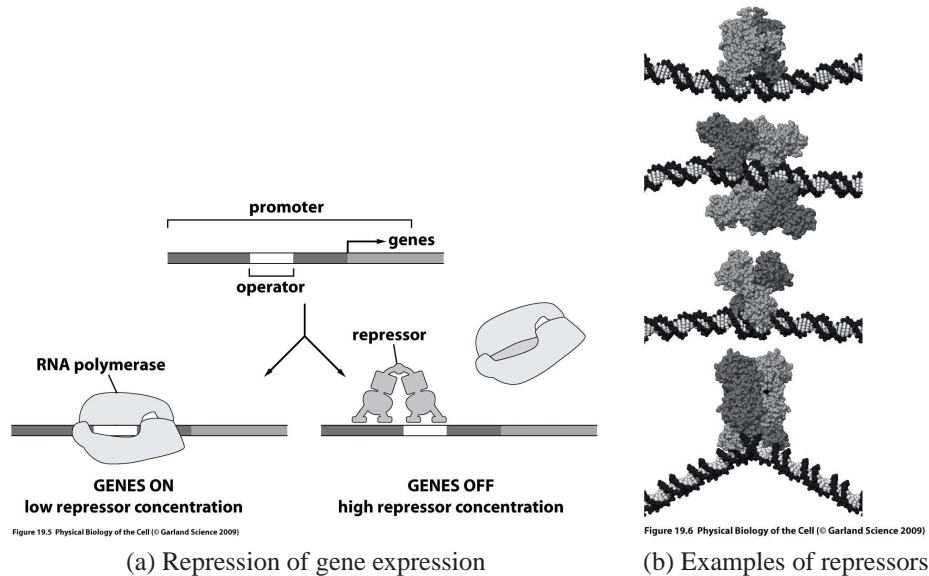 promoter
genes
operator
repressor
RNA polymerase
GENES ON
low repressor concentration
GENES OFF
high repressor concentration
Figure 19.5 Physical Biology of the Cell (© Garland Science 2009)
(a) Repression of gene expression
Figure 19.6 Physical Biology of the Cell (© Garland Science 2009)
(b) Examples of repressors